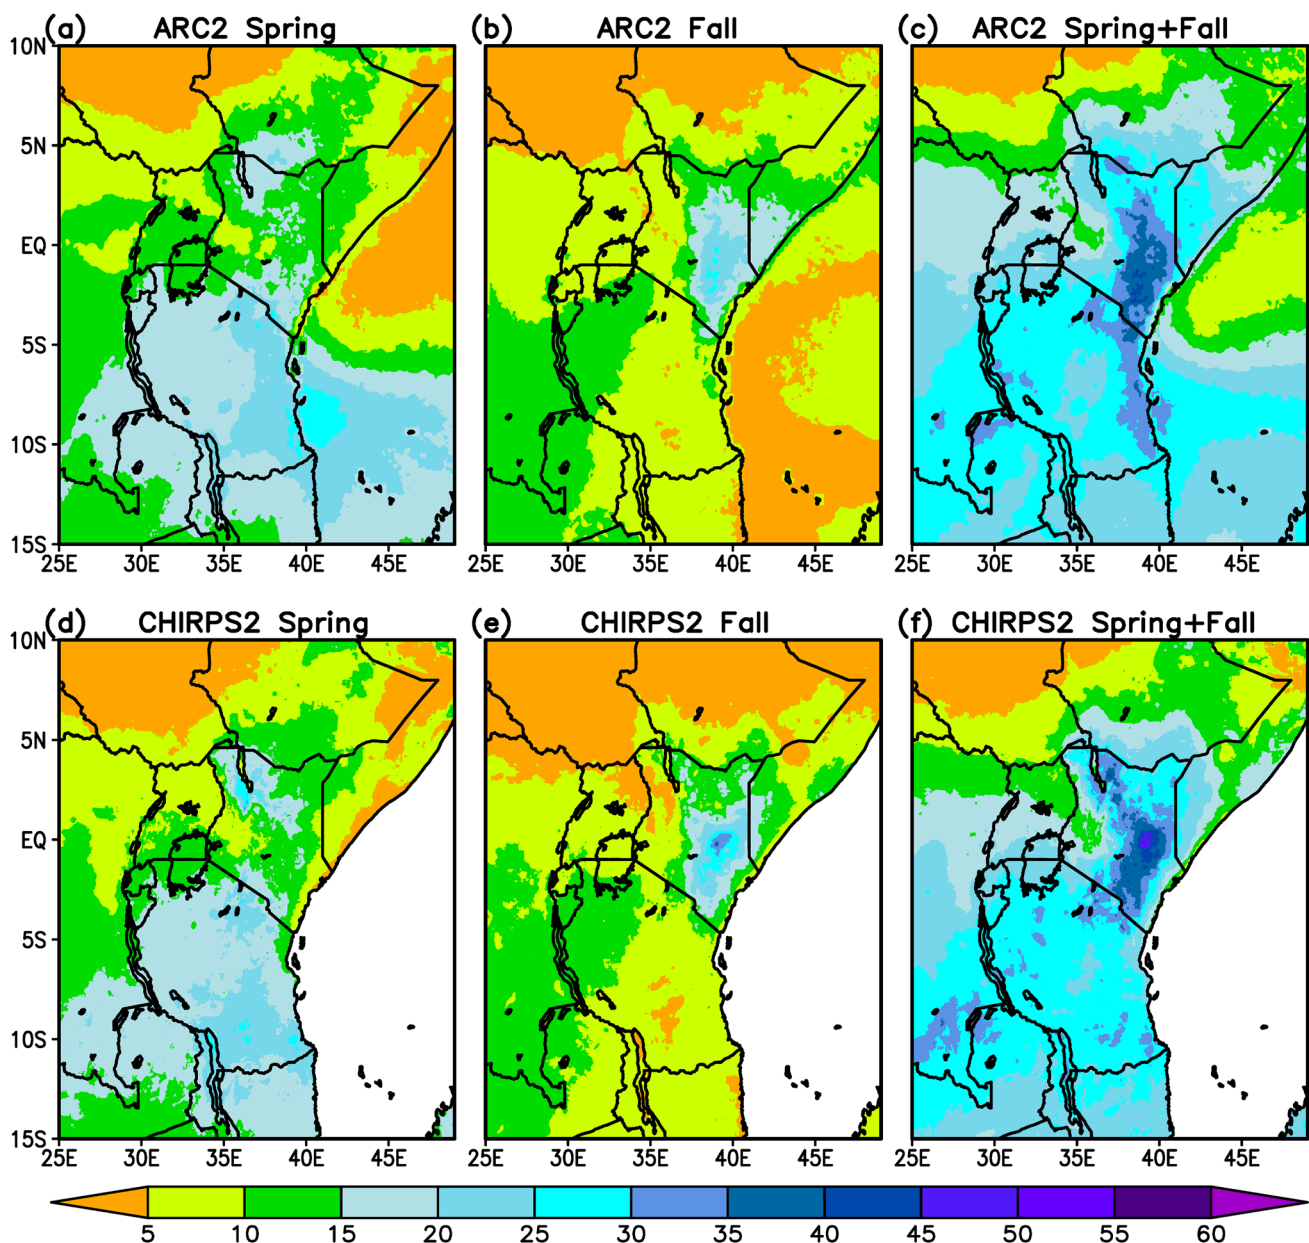 (a) ARC2 Spring
(b) ARC2 Fall
(c) ARC2 Spring+Fall
10N
5N
EQ
5S
10S
15S
25E 30E 35E 40E 45E
25E 30E 35E 40E 45E
25E 30E 35E 40E 45E
(d) CHIRPS2 Spring
(e) CHIRPS2 Fall
(f) CHIRPS2 Spring+Fall
10N
5N
EQ
5S
10S
15S
25E 30E 35E 40E 45E
25E 30E 35E 40E 45E
25E 30E 35E 40E 45E
5 10 15 20 25 30 35 40 45 50 55 60